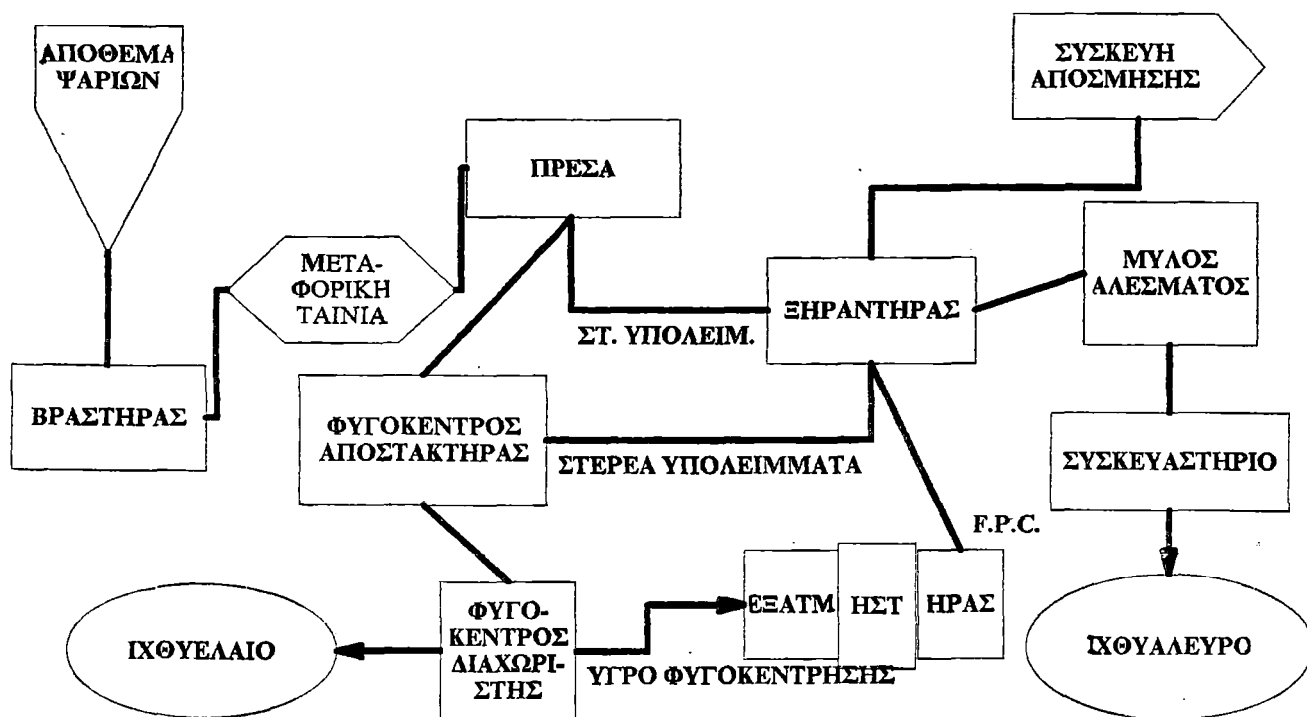 ΑΠΟΘΕΜΑ
ΨΑΡΙΩΝ
ΣΥΣΚΕΥΗ
ΑΠΟΣΜΗΣΗΣ
ΠΡΕΣΑ
ΜΕΤΑ-
ΦΟΡΙΚΗ
ΤΑΙΝΙΑ
ΜΥΛΟΣ
ΑΛΕΣΜΑΤΟΣ
ΞΗΡΑΝΤΗΡΑΣ
ΣΤ. ΥΠΟΛΕΙΜ.
ΒΡΑΣΤΗΡΑΣ
ΦΥΓΟΚΕΝΤΡΟΣ
ΑΠΟΣΤΑΚΤΗΡΑΣ
ΣΤΕΡΕΑ ΥΠΟΛΕΙΜΜΑΤΑ
ΣΥΣΚΕΥΑΣΤΗΡΙΟ
F.P.C.
ΕΞΑΤΜ ΗΣΤ ΗΡΑΣ
ΦΥΓΟ-
ΚΕΝΤΡΟΣ
ΔΙΑΧΩΡΙ-
ΣΤΗΣ
ΙΧΘΥΕΛΑΙΟ
ΥΓΡΟ ΦΥΓΟΚΕΝΤΡΗΣΗΣ
ΙΧΘΥΑΛΕΥΡΟ